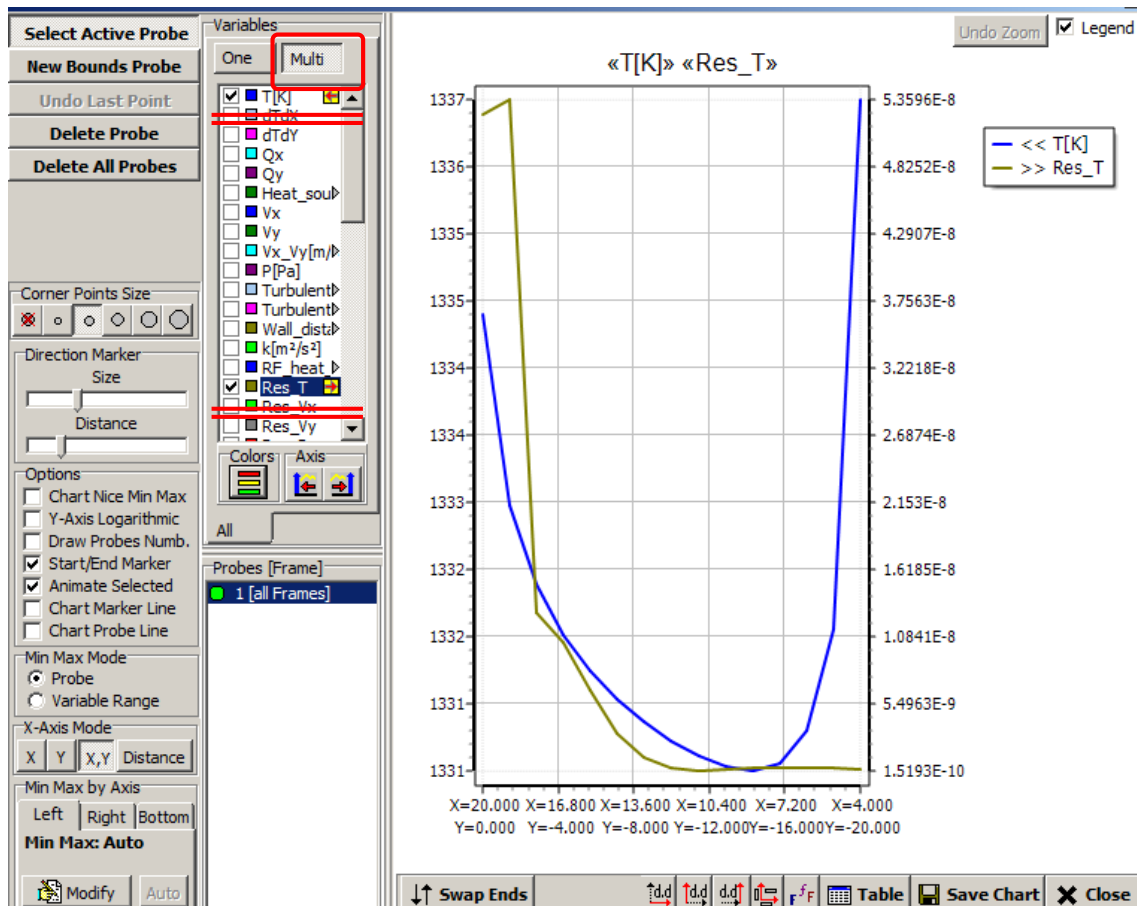 Select Active Probe
New Bounds Probe
Undo Last Point
Delete Probe
Delete All Probes
Corner Points Size
Direction Marker
Size
Distance
Options
Chart Nice Min Max
Y-Axis Logarithmic
Draw Probes Numb.
Start/End Marker
Animate Selected
Chart Marker Line
Chart Probe Line
Min Max Mode
Probe
Variable Range
X-Axis Mode
X Y X,Y Distance
Min Max by Axis
Left Right Bottom
Min Max: Auto
Modify Auto
Variables
One Multi
T[K]
dTdX
dTdY
Qx
Qy
Heat_sou
Vx
Vy
Vx_Vy[m/
P[Pa]
Turbulent
Turbulent
Wall_dista
k[m²/s²]
RF_heat_
Res_T
Res_Vx
Res_Vy
Colors Axis
All
Probes [Frame]
1 [all Frames]
Undo Zoom Legend
«T[K]» «Res_T»
<< T[K]
>> Res_T
1337 5.3596E-8
1336 4.8252E-8
1335 4.2907E-8
1335 3.7563E-8
1334 3.2218E-8
1334 2.6874E-8
1333 2.153E-8
1332 1.6185E-8
1332 1.0841E-8
1331 5.4963E-9
1331 1.5193E-10
X=20.000 X=16.800 X=13.600 X=10.400 X=7.200 X=4.000
Y=0.000 Y=-4.000 Y=-8.000 Y=-12.000 Y=-16.000 Y=-20.000
Swap Ends d.d d.d d.d F f F Table Save Chart Close